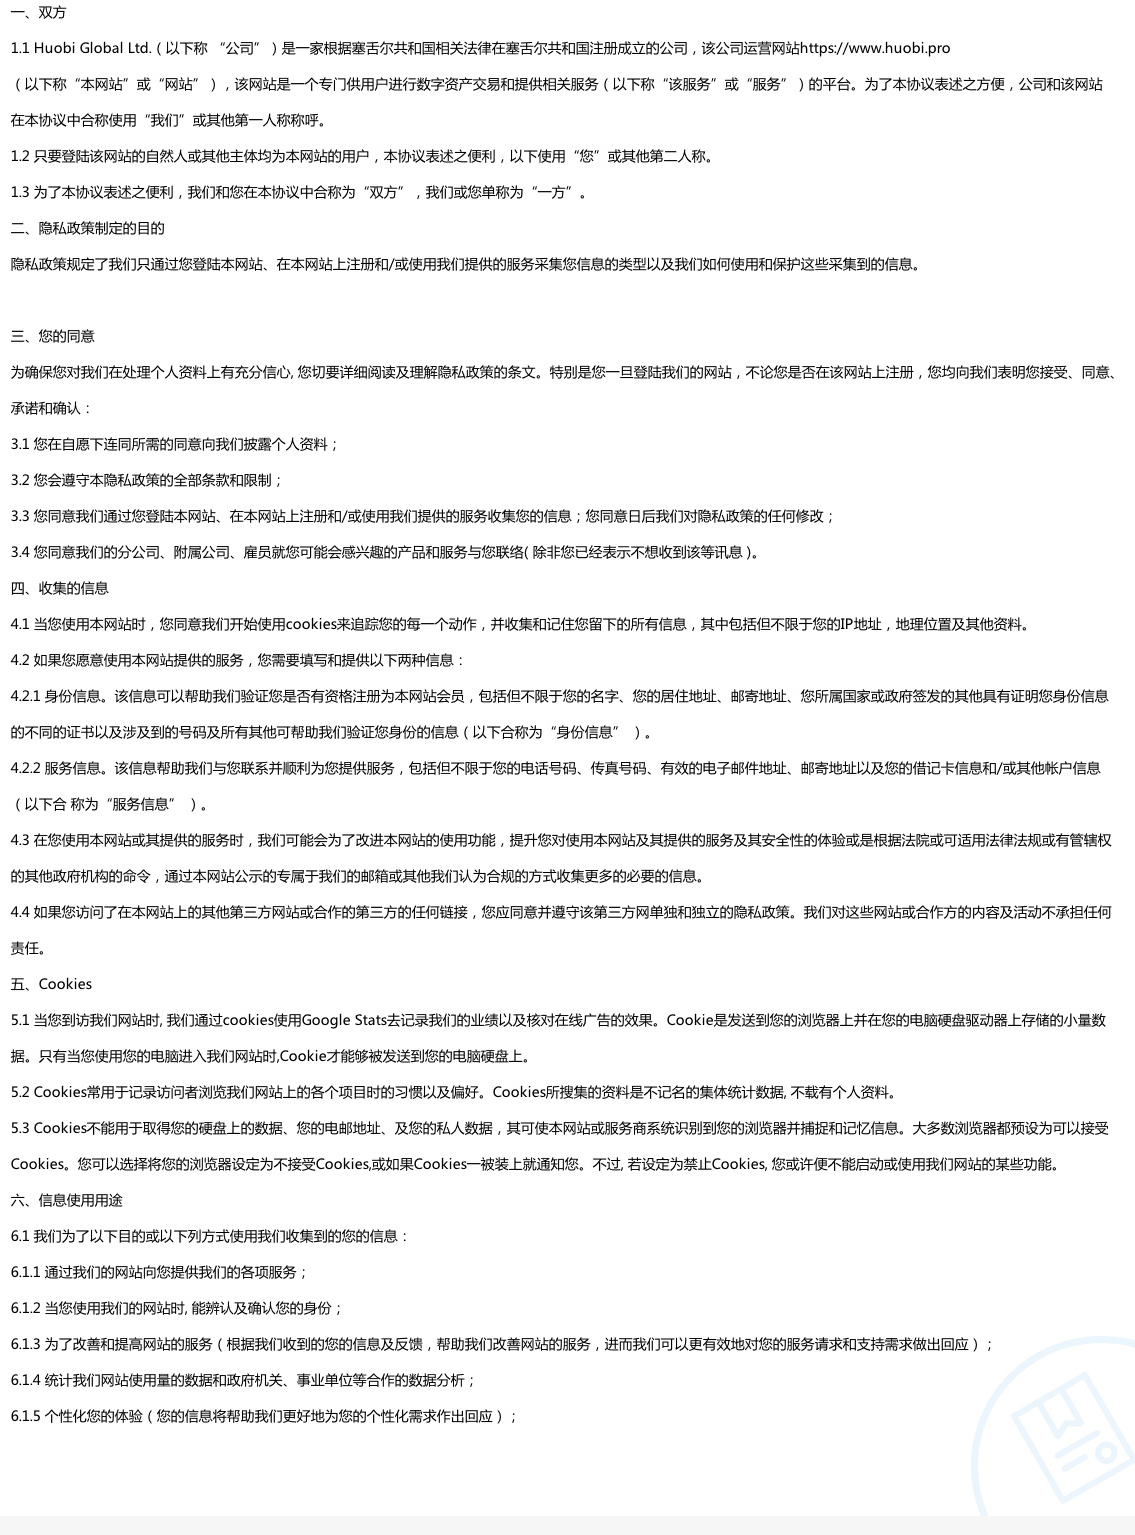 一、双方
1.1 Huobi Global Ltd.（以下称 “公司”）是一家根据塞舌尔共和国相关法律在塞舌尔共和国注册成立的公司，该公司运营网站https://www.huobi.pro
（以下称“本网站”或“网站”），该网站是一个专门供用户进行数字资产交易和提供相关服务（以下称“该服务”或“服务”）的平台。为了本协议表述之方便，公司和该网站
在本协议中合称使用“我们”或其他第一人称称呼。
1.2 只要登陆该网站的自然人或其他主体均为本网站的用户，本协议表述之便利，以下使用“您”或其他第二人称。
1.3 为了本协议表述之便利，我们和您在本协议中合称为“双方”，我们或您单称为“一方”。
二、隐私政策制定的目的
隐私政策规定了我们只通过您登陆本网站、在本网站上注册和/或使用我们提供的服务采集您信息的类型以及我们如何使用和保护这些采集到的信息。
三、您的同意
为确保您对我们在处理个人资料上有充分信心, 您切要详细阅读及理解隐私政策的条文。特别是您一旦登陆我们的网站，不论您是否在该网站上注册，您均向我们表明您接受、同意、
承诺和确认：
3.1 您在自愿下连同所需的同意向我们披露个人资料；
3.2 您会遵守本隐私政策的全部条款和限制；
3.3 您同意我们通过您登陆本网站、在本网站上注册和/或使用我们提供的服务收集您的信息；您同意日后我们对隐私政策的任何修改；
3.4 您同意我们的分公司、附属公司、雇员就您可能会感兴趣的产品和服务与您联络( 除非您已经表示不想收到该等讯息 )。
四、收集的信息
4.1 当您使用本网站时，您同意我们开始使用cookies来追踪您的每一个动作，并收集和记住您留下的所有信息，其中包括但不限于您的IP地址，地理位置及其他资料。
4.2 如果您愿意使用本网站提供的服务，您需要填写和提供以下两种信息：
4.2.1 身份信息。该信息可以帮助我们验证您是否有资格注册为本网站会员，包括但不限于您的名字、您的居住地址、邮寄地址、您所属国家或政府签发的其他具有证明您身份信息
的不同的证书以及涉及到的号码及所有其他可帮助我们验证您身份的信息（以下合称为“身份信息” ）。
4.2.2 服务信息。该信息帮助我们与您联系并顺利为您提供服务，包括但不限于您的电话号码、传真号码、有效的电子邮件地址、邮寄地址以及您的借记卡信息和/或其他帐户信息
（以下合 称为“服务信息” ）。
4.3 在您使用本网站或其提供的服务时，我们可能会为了改进本网站的使用功能，提升您对使用本网站及其提供的服务及其安全性的体验或是根据法院或可适用法律法规或有管辖权
的其他政府机构的命令，通过本网站公示的专属于我们的邮箱或其他我们认为合规的方式收集更多的必要的信息。
4.4 如果您访问了在本网站上的其他第三方网站或合作的第三方的任何链接，您应同意并遵守该第三方网单独和独立的隐私政策。我们对这些网站或合作方的内容及活动不承担任何
责任。
五、Cookies
5.1 当您到访我们网站时, 我们通过cookies使用Google Stats去记录我们的业绩以及核对在线广告的效果。Cookie是发送到您的浏览器上并在您的电脑硬盘驱动器上存储的小量数
据。只有当您使用您的电脑进入我们网站时,Cookie才能够被发送到您的电脑硬盘上。
5.2 Cookies常用于记录访问者浏览我们网站上的各个项目时的习惯以及偏好。Cookies所搜集的资料是不记名的集体统计数据, 不载有个人资料。
5.3 Cookies不能用于取得您的硬盘上的数据、您的电邮地址、及您的私人数据，其可使本网站或服务商系统识别到您的浏览器并捕捉和记忆信息。大多数浏览器都预设为可以接受
Cookies。您可以选择将您的浏览器设定为不接受Cookies,或如果Cookies一被装上就通知您。不过, 若设定为禁止Cookies, 您或许便不能启动或使用我们网站的某些功能。
六、信息使用用途
6.1 我们为了以下目的或以下列方式使用我们收集到的您的信息：
6.1.1 通过我们的网站向您提供我们的各项服务；
6.1.2 当您使用我们的网站时, 能辨认及确认您的身份；
6.1.3 为了改善和提高网站的服务（根据我们收到的您的信息及反馈，帮助我们改善网站的服务，进而我们可以更有效地对您的服务请求和支持需求做出回应）；
6.1.4 统计我们网站使用量的数据和政府机关、事业单位等合作的数据分析；
6.1.5 个性化您的体验（您的信息将帮助我们更好地为您的个性化需求作出回应）；